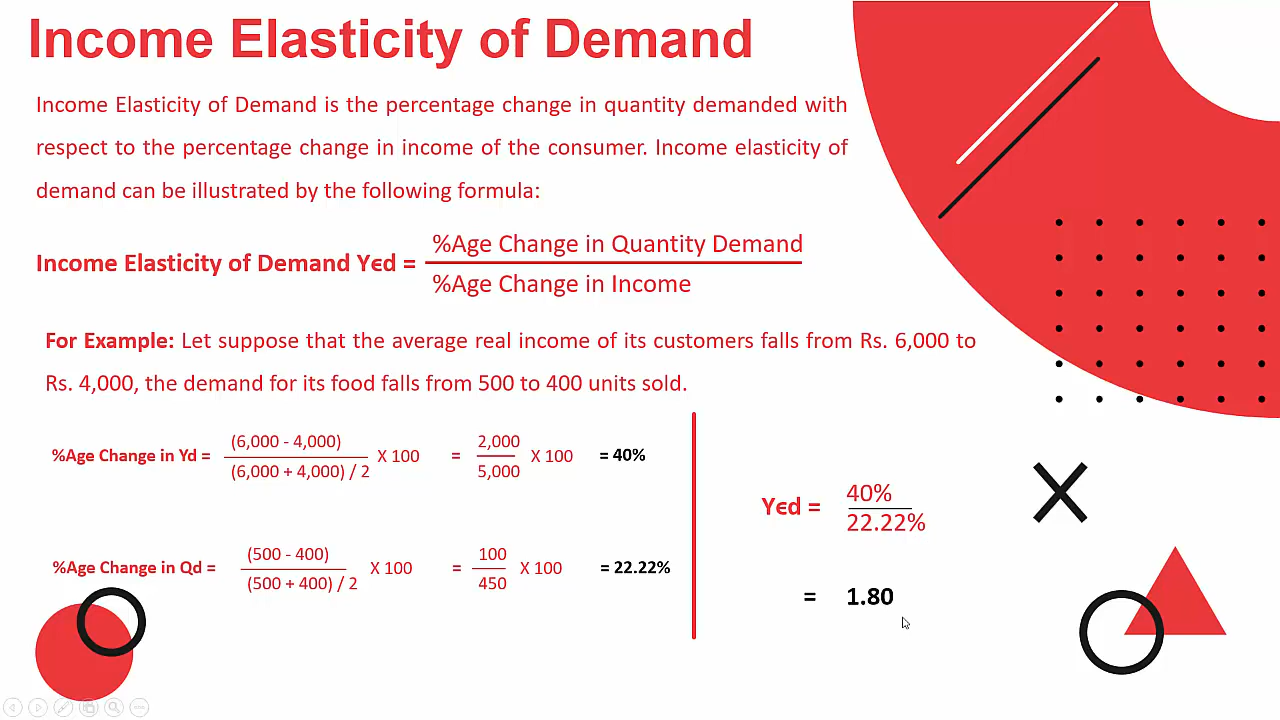 Income Elasticity of Demand
Income Elasticity of Demand is the percentage change in quantity demanded with
respect to the percentage change in income of the consumer. Income elasticity of
demand can be illustrated by the following formula:
Income Elasticity of Demand Yϵd =
%Age Change in Quantity Demand
%Age Change in Income
For Example: Let suppose that the average real income of its customers falls from Rs. 6,000 to
Rs. 4,000, the demand for its food falls from 500 to 400 units sold.
%Age Change in Yd =
(6,000 - 4,000)
(6,000 + 4,000) / 2
X 100
=
2,000
5,000
X 100
= 40%
%Age Change in Qd =
(500 - 400)
(500 + 400) / 2
X 100
=
100
450
X 100
= 22.22%
Yϵd =
40%
22.22%
= 1.80